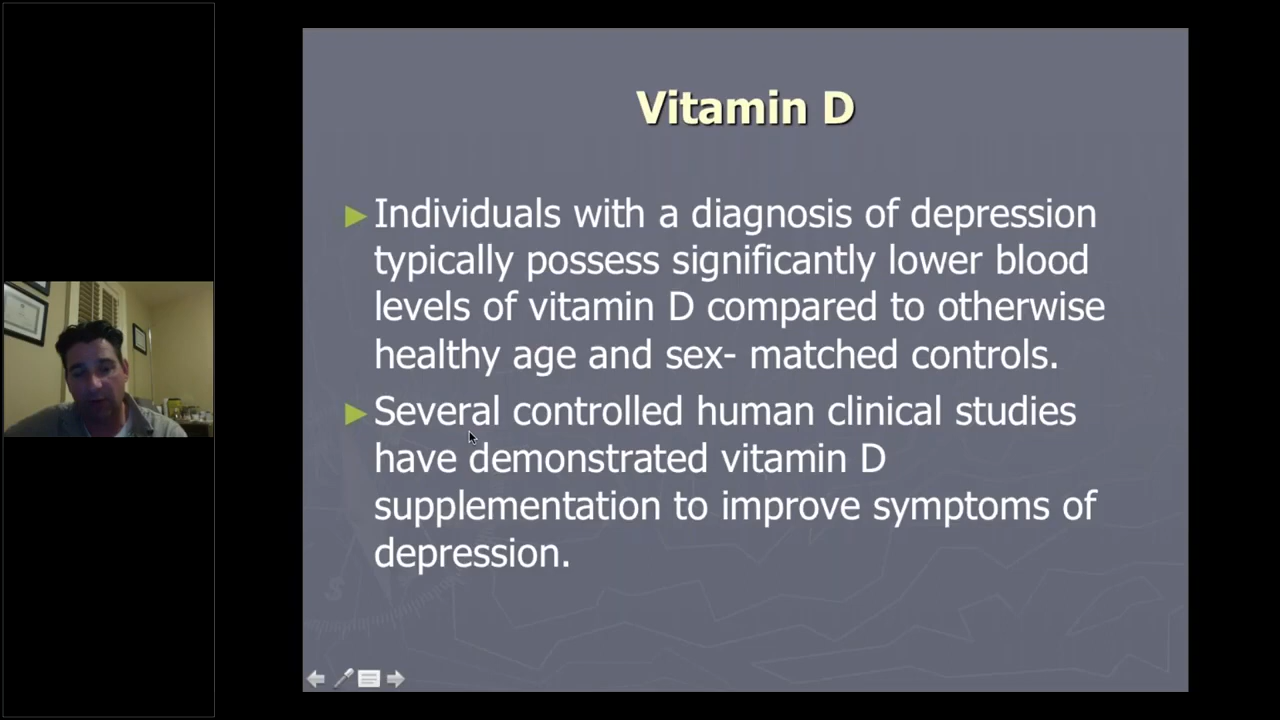 Vitamin D
►Individuals with a diagnosis of depression
typically possess significantly lower blood
levels of vitamin D compared to otherwise
healthy age and sex- matched controls.
►Several controlled human clinical studies
have demonstrated vitamin D
supplementation to improve symptoms of
depression.